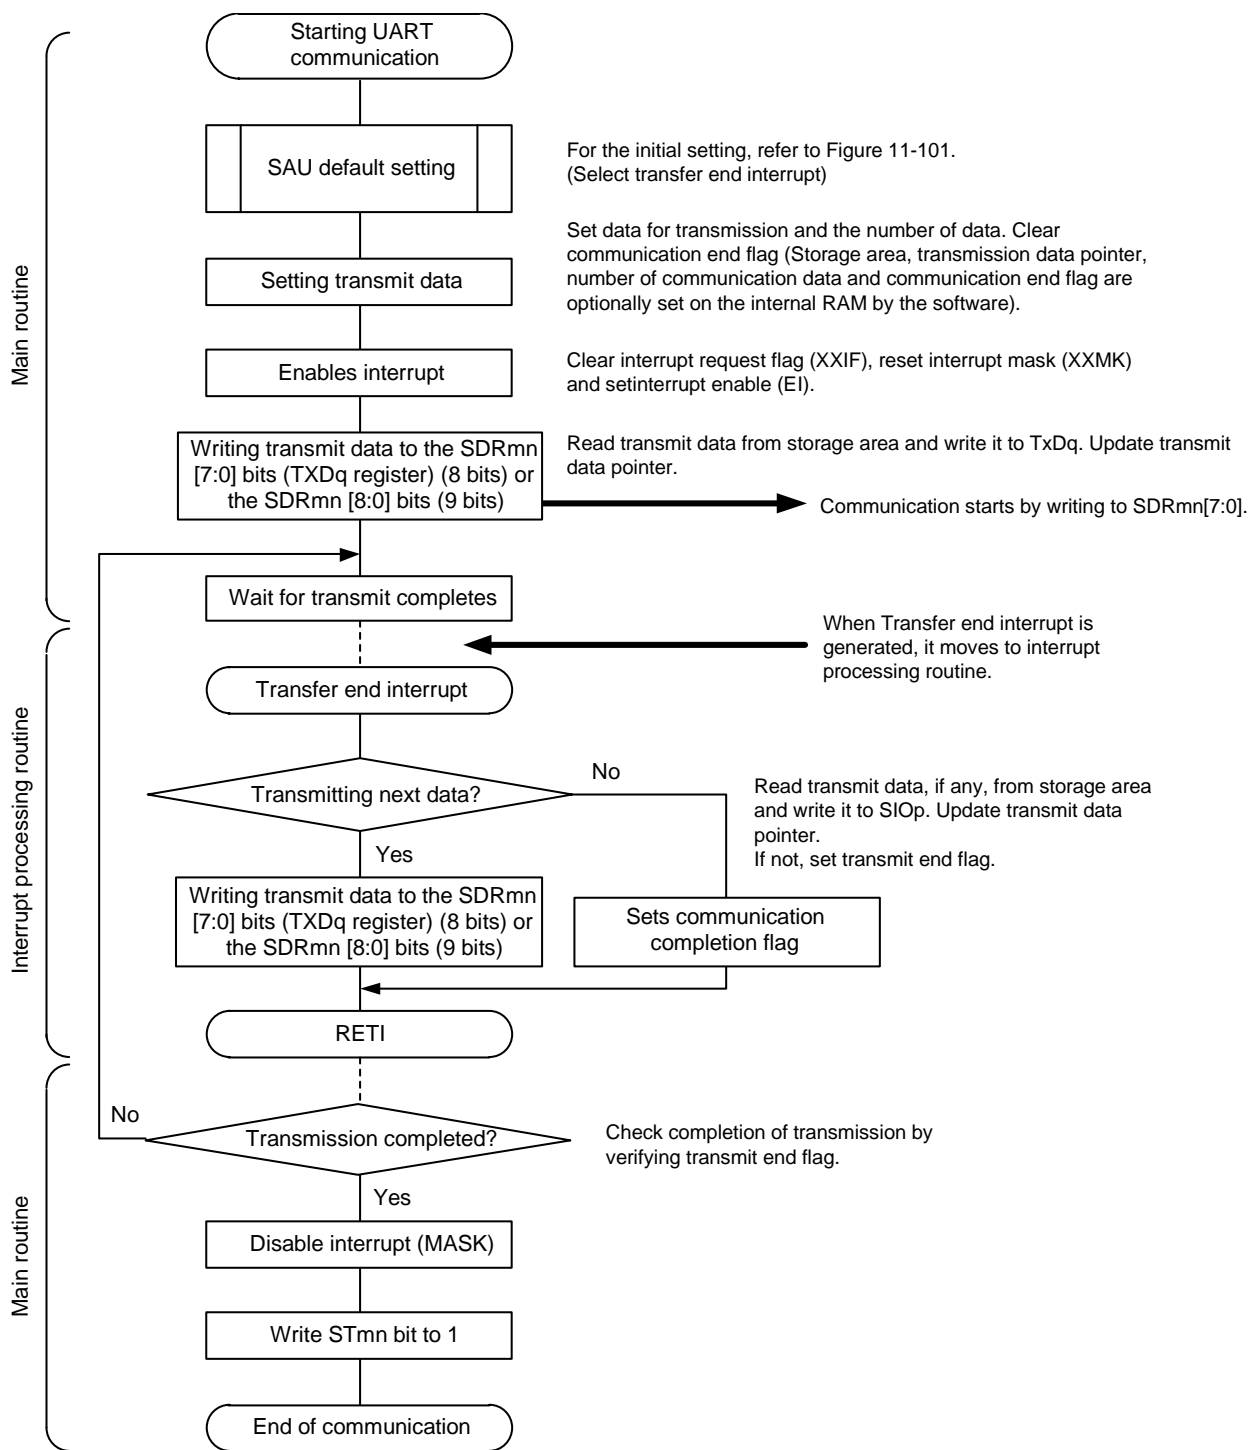 Main routine
Starting UART
communication
SAU default setting
For the initial setting, refer to Figure 11-101.
(Select transfer end interrupt)
Setting transmit data
Set data for transmission and the number of data. Clear
communication end flag (Storage area, transmission data pointer,
number of communication data and communication end flag are
optionally set on the internal RAM by the software).
Enables interrupt
Clear interrupt request flag (XXIF), reset interrupt mask (XXMK)
and setinterrupt enable (EI).
Writing transmit data to the SDRmn
[7:0] bits (TXDq register) (8 bits) or
the SDRmn [8:0] bits (9 bits)
Read transmit data from storage area and write it to TxDq. Update transmit
data pointer.
Communication starts by writing to SDRmn[7:0].
Wait for transmit completes
When Transfer end interrupt is
generated, it moves to interrupt
processing routine.
Interrupt processing routine
Transfer end interrupt
Transmitting next data?
No
Yes
Read transmit data, if any, from storage area
and write it to SIOp. Update transmit data
pointer.
If not, set transmit end flag.
Writing transmit data to the SDRmn
[7:0] bits (TXDq register) (8 bits) or
the SDRmn [8:0] bits (9 bits)
Sets communication
completion flag
RETI
Main routine
No
Transmission completed?
Check completion of transmission by
verifying transmit end flag.
Yes
Disable interrupt (MASK)
Write STmn bit to 1
End of communication